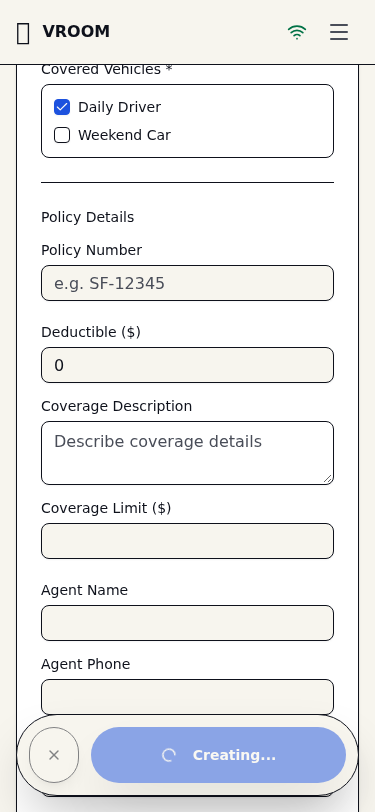 VROOM
Covered Vehicles *
Daily Driver
Weekend Car
Policy Details
Policy Number
e.g. SF-12345
Deductible ($)
0
Coverage Description
Describe coverage details
Coverage Limit ($)
Agent Name
Agent Phone
Creating...